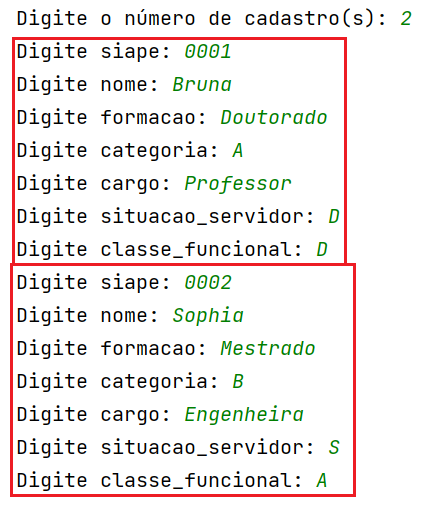 Digite o número de cadastro(s): 2
Digite siape: 0001
Digite nome: Bruna
Digite formacao: Doutorado
Digite categoria: A
Digite cargo: Professor
Digite situacao_servidor: D
Digite classe_funcional: D
Digite siape: 0002
Digite nome: Sophia
Digite formacao: Mestrado
Digite categoria: B
Digite cargo: Engenheira
Digite situacao_servidor: S
Digite classe_funcional: A